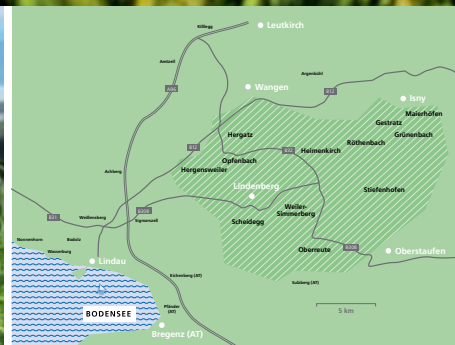 Kißlegg
Leutkirch
Amtzell
Argenbühl
A96
Wangen
B12
Isny
Maierhöfen
Gestratz
Hergatz
Grünenbach
Röthenbach
B12
B32
Heimenkirch
Opfenbach
Achberg
Hergensweiler
Lindenberg
Stiefenhofen
Weiler-
Simmerberg
B31
Weißensberg
B308
Sigmarszell
Scheidegg
Nonnenhorn
Bodolz
Wasserburg
Oberreute
B308
Oberstaufen
Lindau
Eichenberg (AT)
Sulzberg (AT)
Pfänder
(AT)
5 km
BODENSEE
Bregenz (AT)